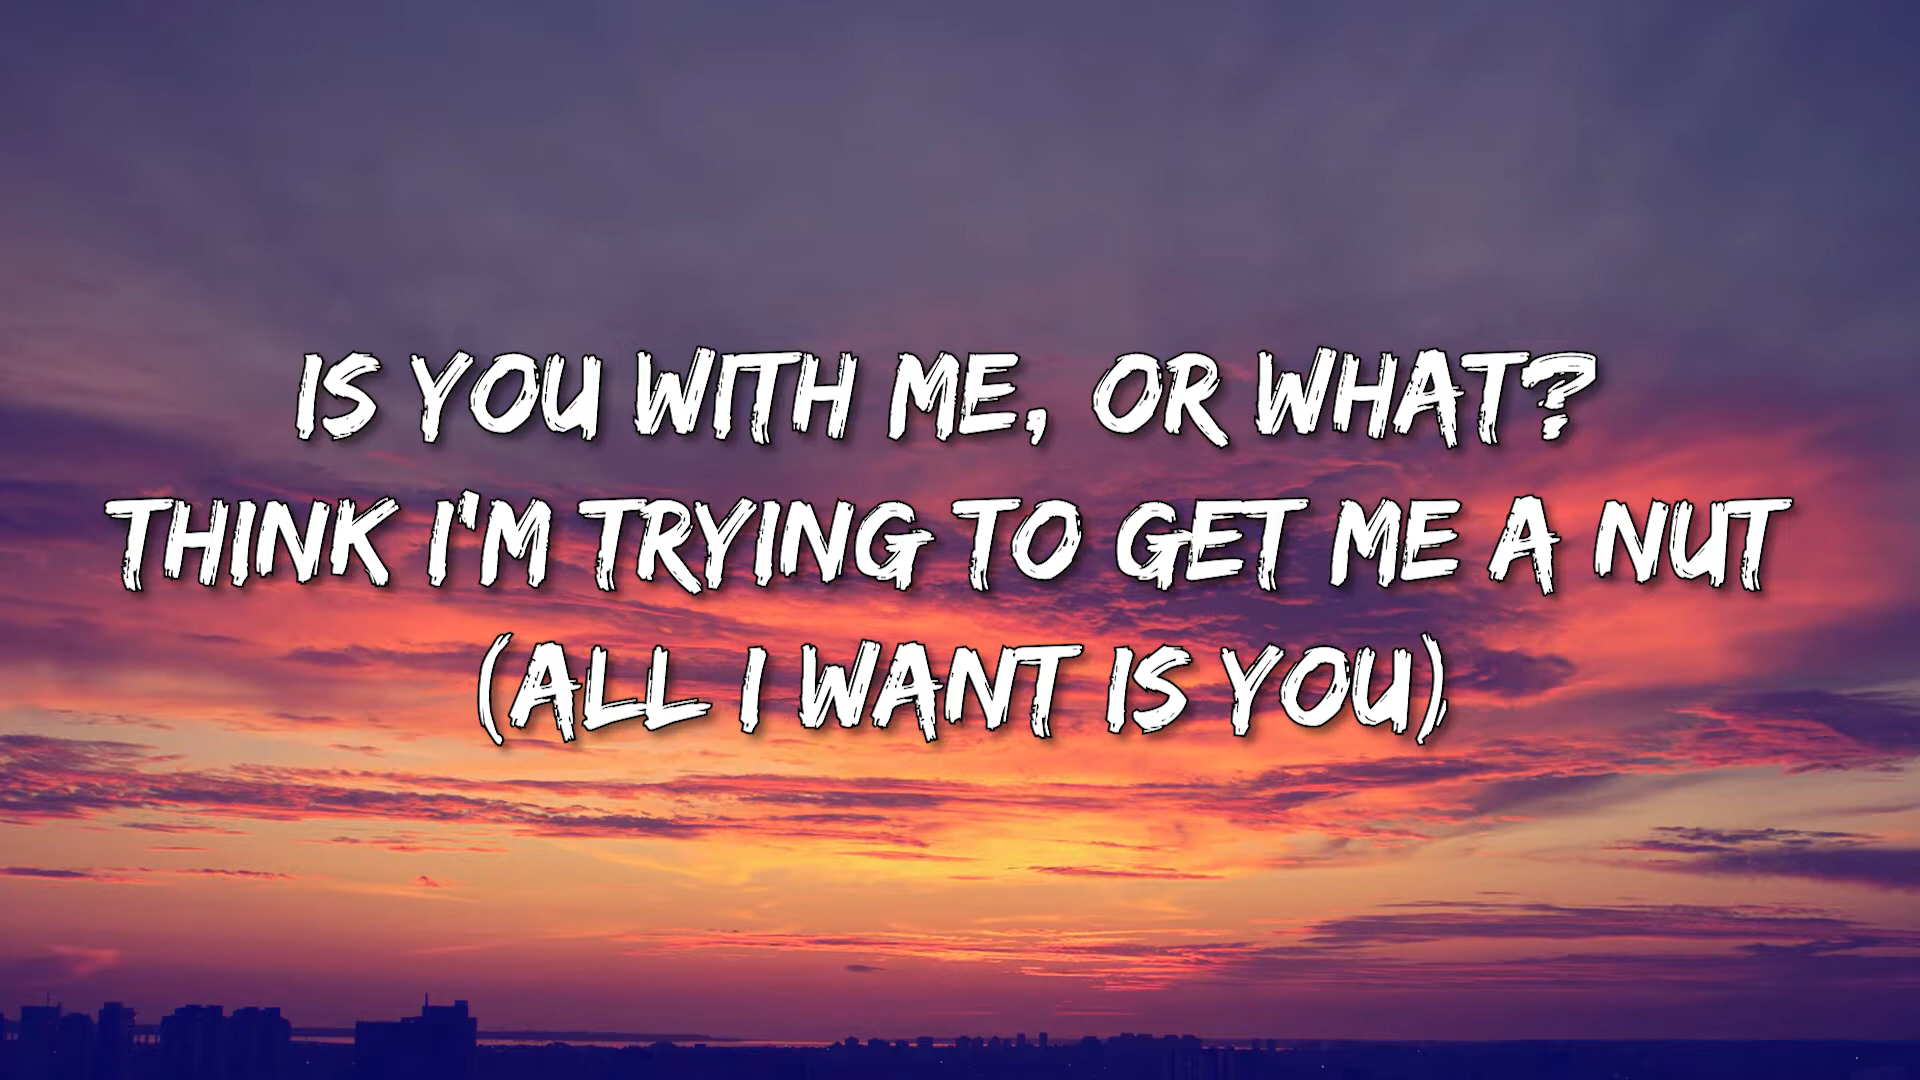 IS YOU WITH ME, OR WHAT?
THINK I'M TRYING TO GET ME A NUT
(ALL I WANT IS YOU)